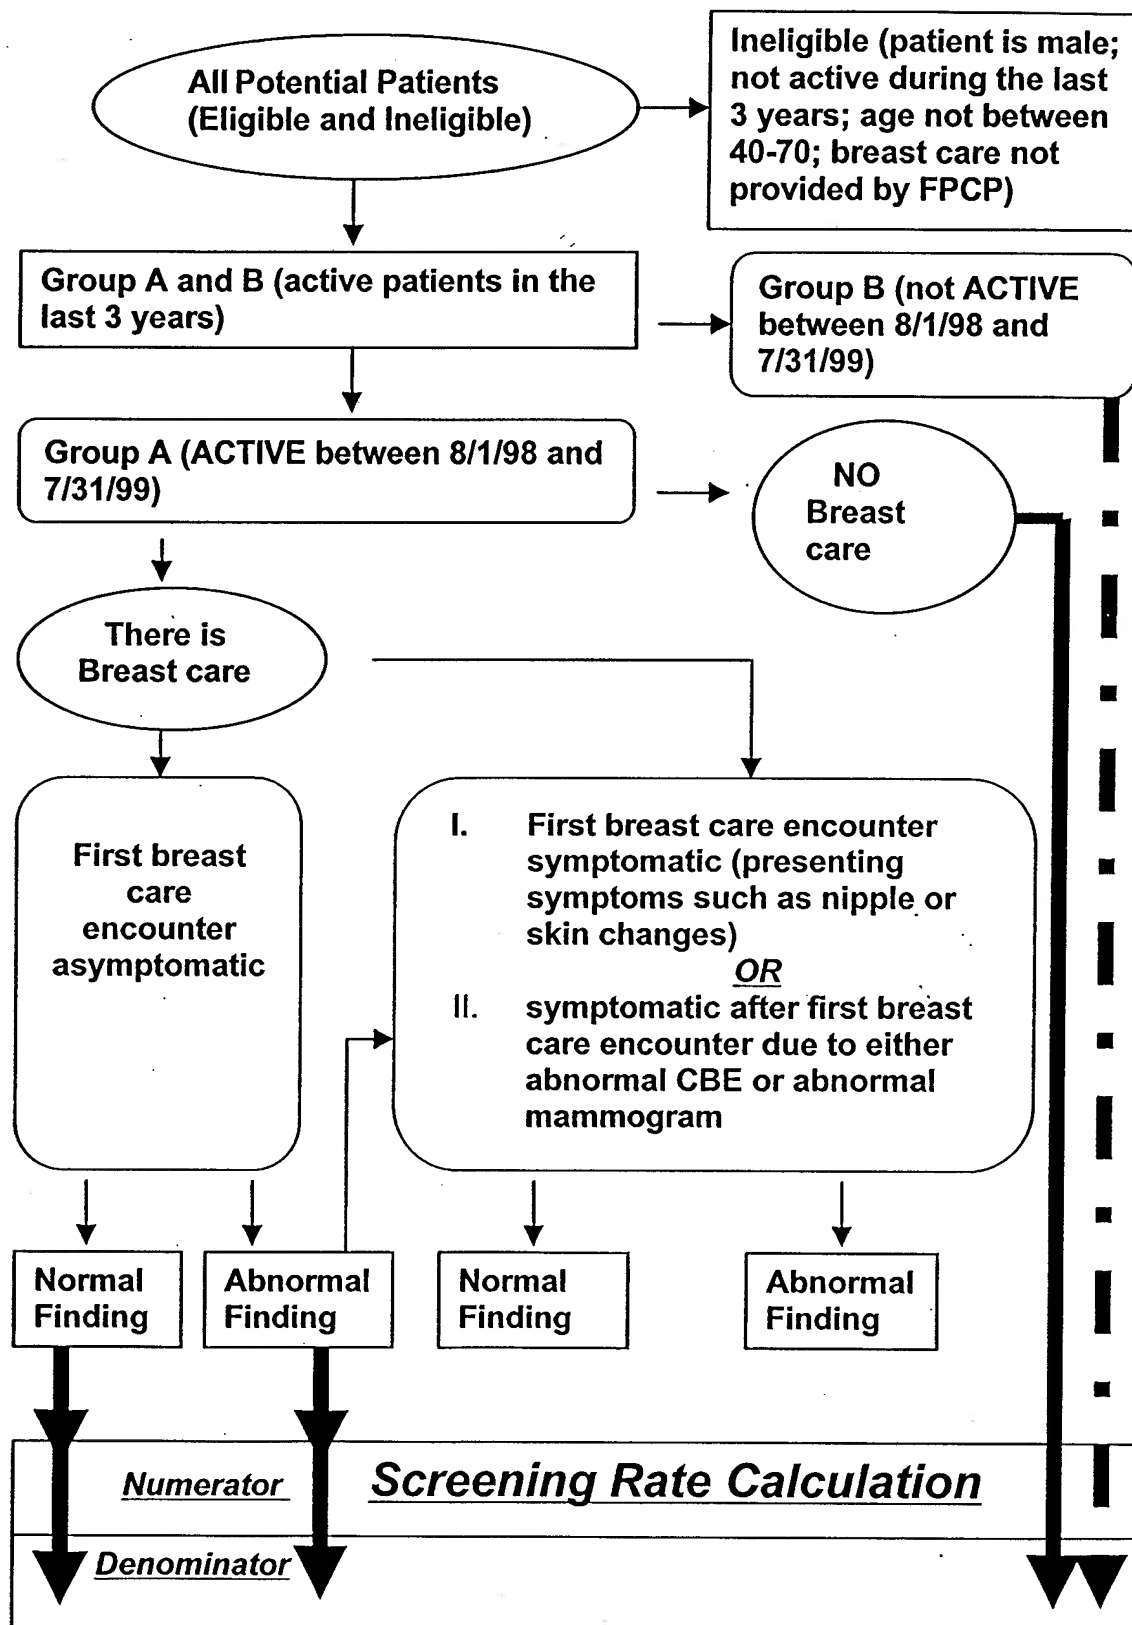 All Potential Patients
(Eligible and Ineligible)
Ineligible (patient is male;
not active during the last
3 years; age not between
40-70; breast care not
provided by FPCP)
Group A and B (active patients in the
last 3 years)
Group B (not ACTIVE
between 8/1/98 and
7/31/99)
Group A (ACTIVE between 8/1/98 and
7/31/99)
NO
Breast
care
There is
Breast care
First breast
care
encounter
asymptomatic
I. First breast care encounter
symptomatic (presenting
symptoms such as nipple or
skin changes)
OR
II. symptomatic after first breast
care encounter due to either
abnormal CBE or abnormal
mammogram
Normal
Finding
Abnormal
Finding
Normal
Finding
Abnormal
Finding
Numerator Screening Rate Calculation
Denominator